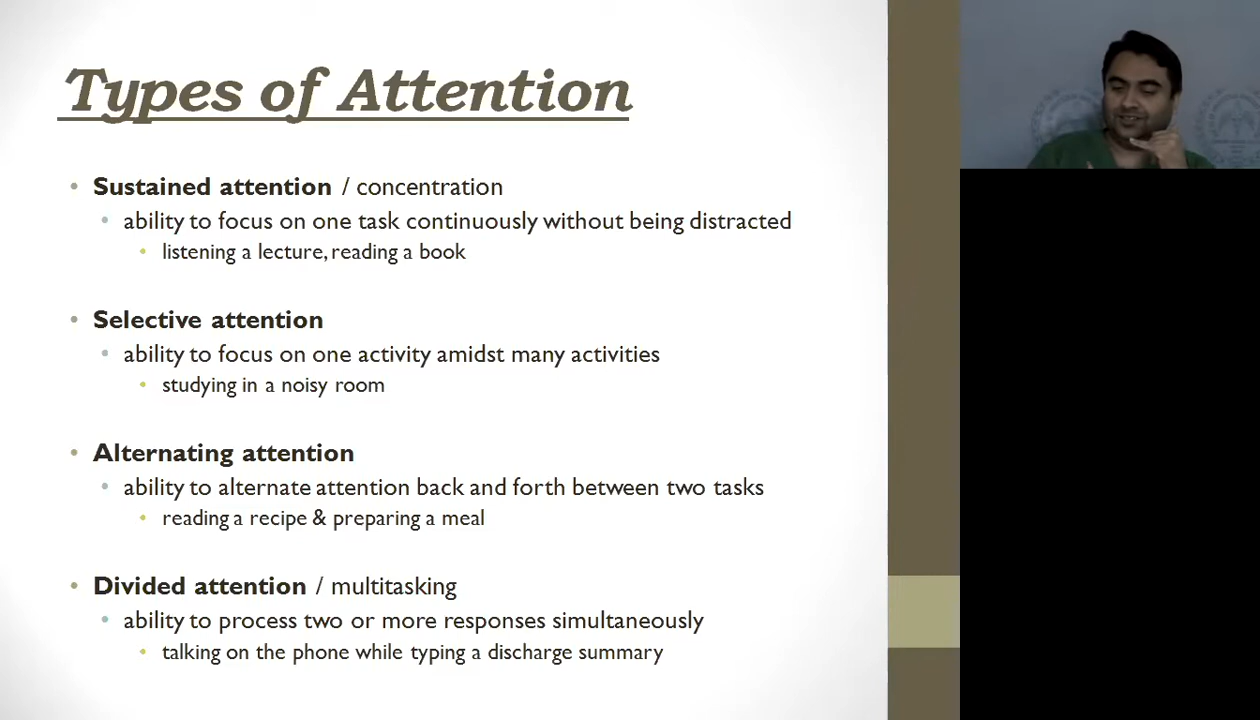 Types of Attention
• Sustained attention / concentration
• ability to focus on one task continuously without being distracted
• listening a lecture, reading a book
• Selective attention
• ability to focus on one activity amidst many activities
• studying in a noisy room
• Alternating attention
• ability to alternate attention back and forth between two tasks
• reading a recipe & preparing a meal
• Divided attention / multitasking
• ability to process two or more responses simultaneously
• talking on the phone while typing a discharge summary